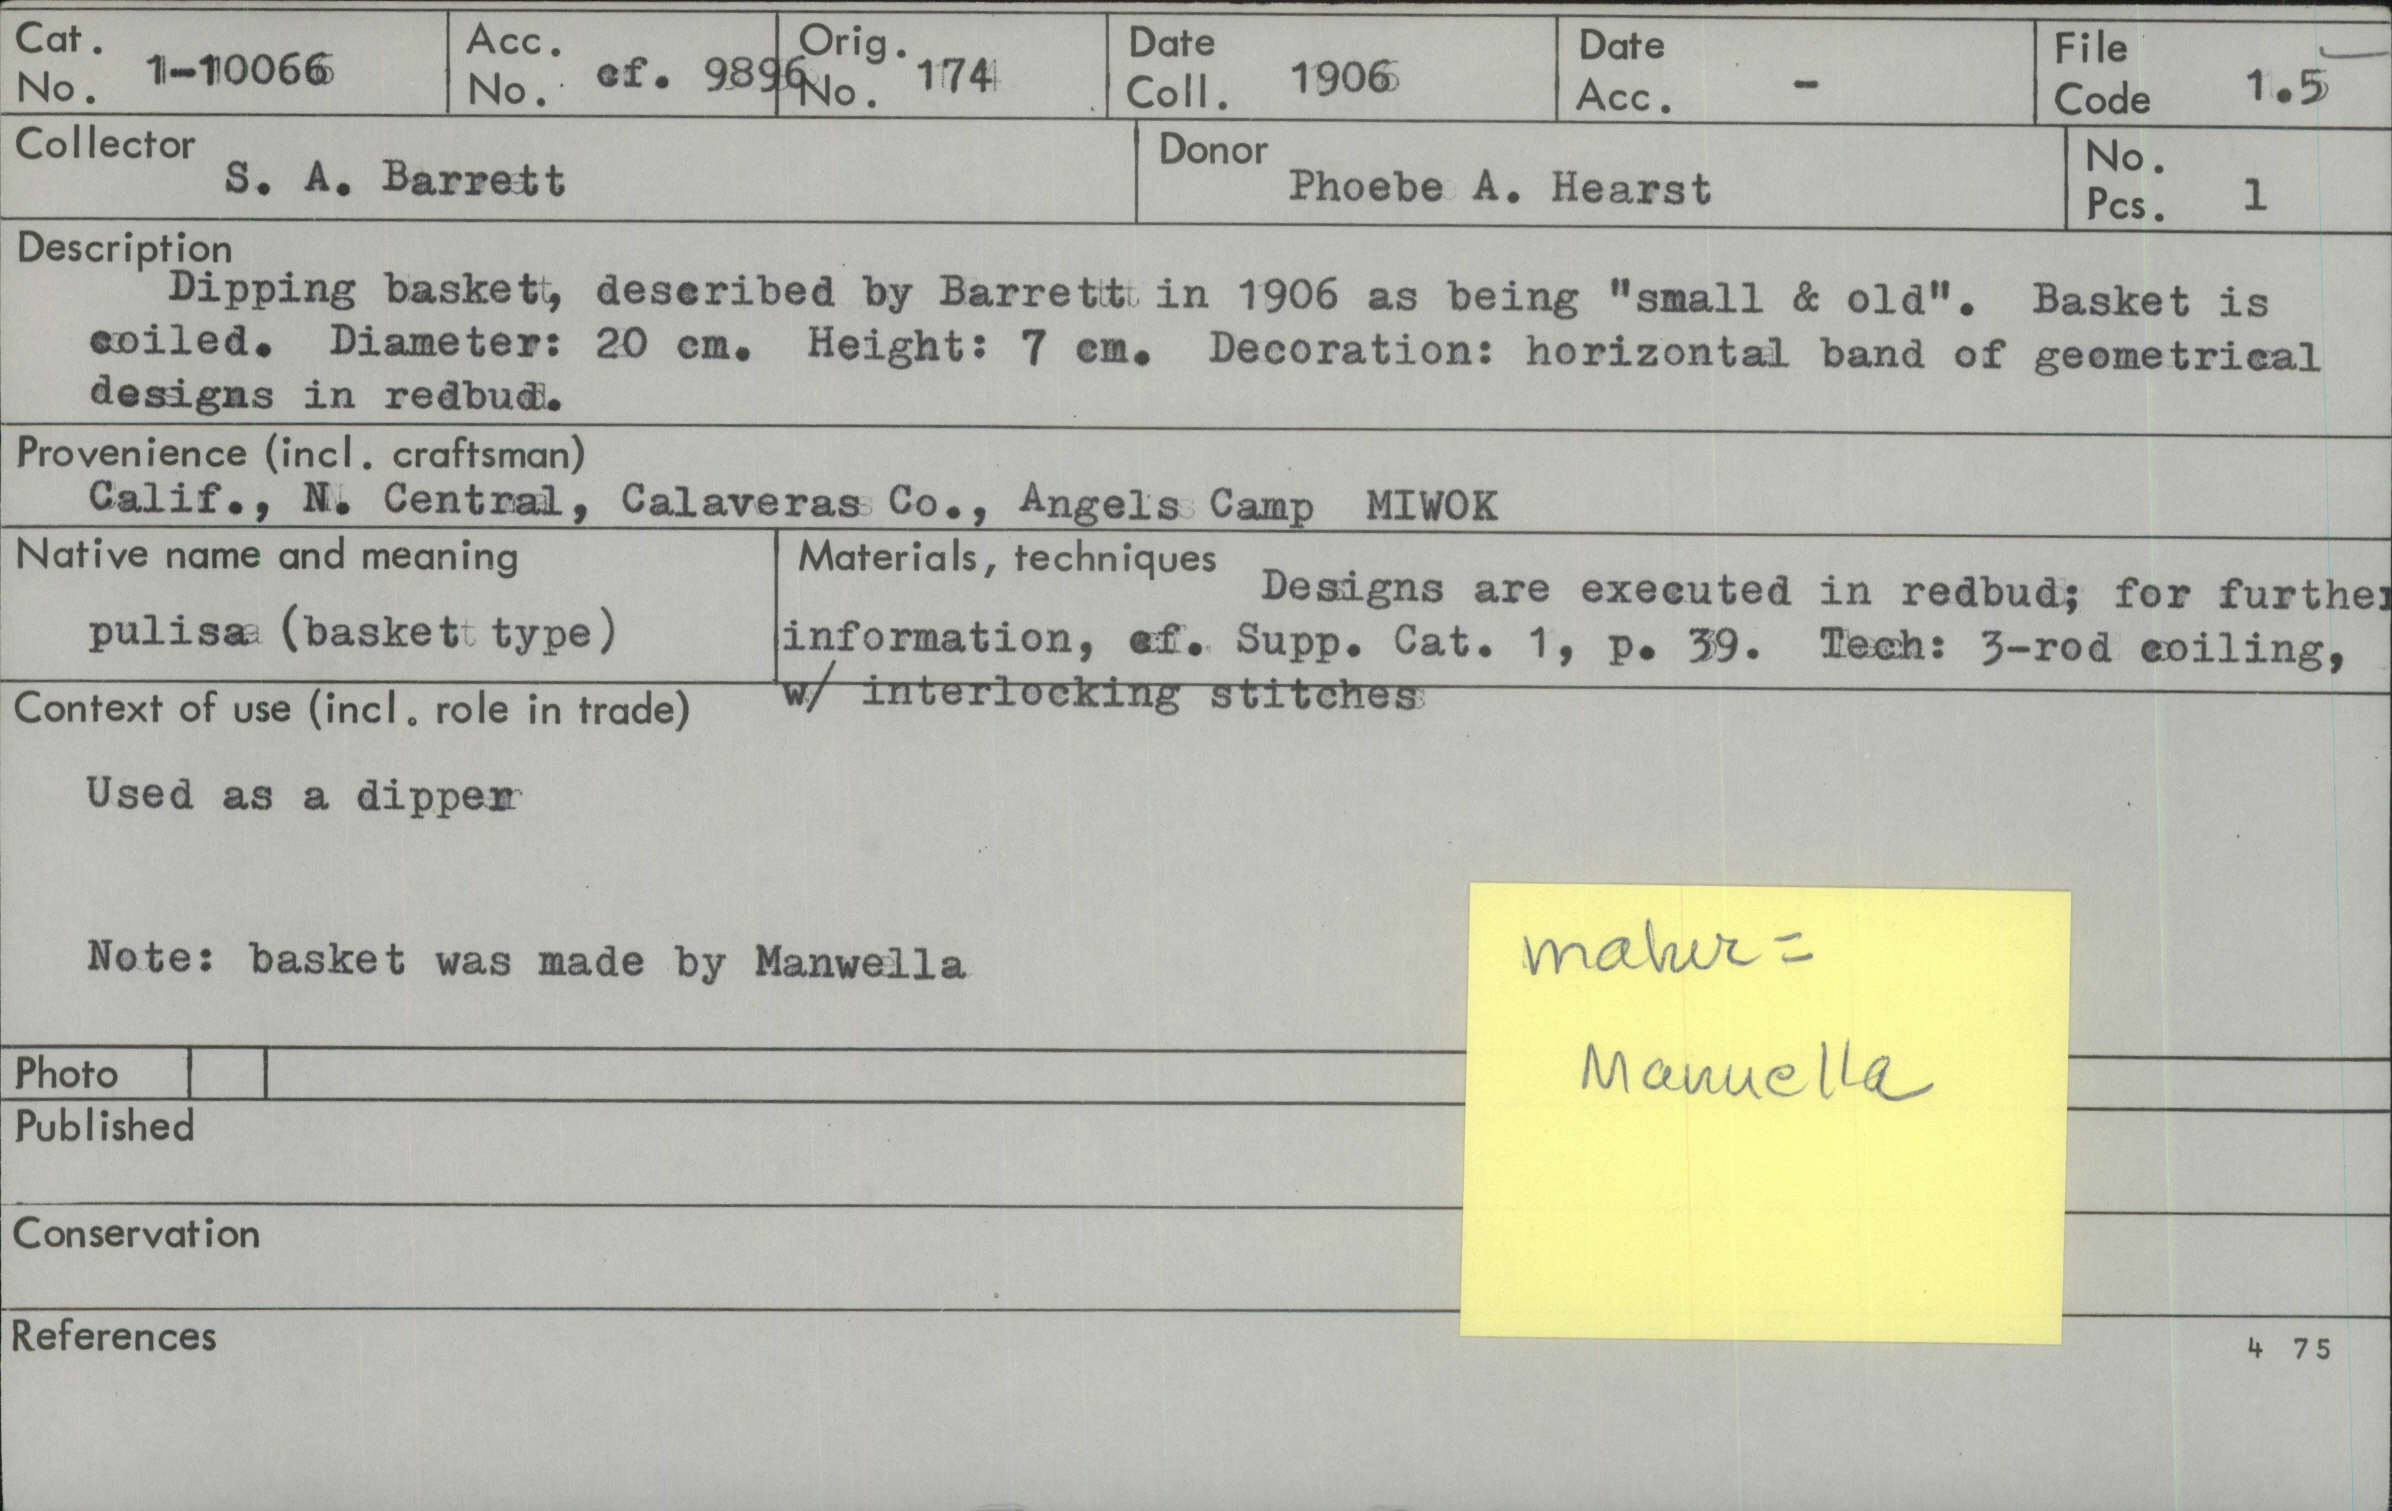 Cat. No. 1-10066
Acc. No. cf. 9896
Orig. No. 174
Date Coll. 1906
Date Acc. -
File Code 1.5
Collector S. A. Barrett
Donor Phoebe A. Hearst
No. Pcs. 1
Description
Dipping basket, described by Barrett in 1906 as being "small & old". Basket is
coiled. Diameter: 20 cm. Height: 7 cm. Decoration: horizontal band of geometrical
designs in redbud.
Provenience (incl. craftsman)
Calif., N. Central, Calaveras Co., Angels Camp MIWOK
Native name and meaning
pulisa (basket type)
Materials, techniques Designs are executed in redbud; for further
information, cf. Supp. Cat. 1, p. 39. Tech: 3-rod coiling,
w/ interlocking stitches
Context of use (incl. role in trade)
Used as a dipper
Note: basket was made by Manwella
maker =
Manuella
Photo
Published
Conservation
References
4 75